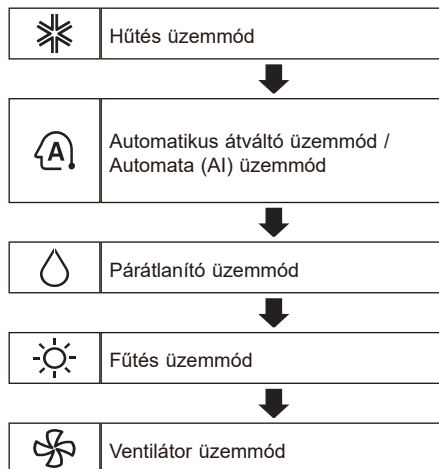 Hűtés üzemmód
A
Automatikus átváltó üzemmód /
Automata (AI) üzemmód
Párátlanító üzemmód
Fűtés üzemmód
Ventilátor üzemmód